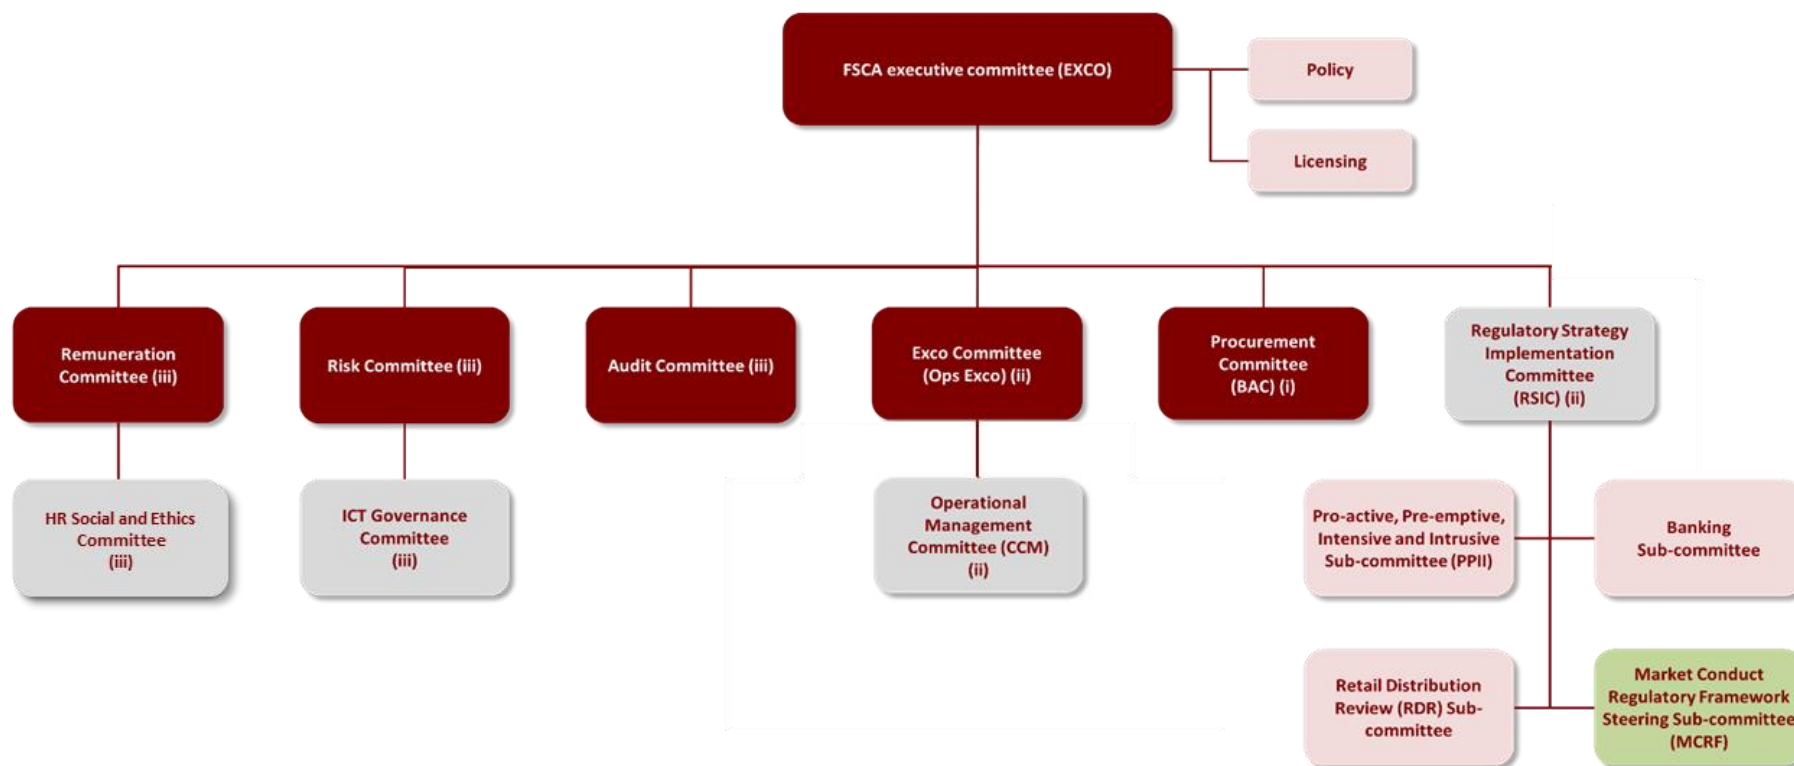 FSCA executive committee (EXCO)
Policy
Licensing
Remuneration
Committee (iii)
Risk Committee (iii)
Audit Committee (iii)
Exco Committee
(Ops Exco) (ii)
Procurement
Committee
(BAC) (i)
Regulatory Strategy
Implementation
Committee
(RSIC) (ii)
HR Social and Ethics
Committee
(iii)
ICT Governance
Committee
(iii)
Operational
Management
Committee (CCM)
(ii)
Pro-active, Pre-emptive,
Intensive and Intrusive
Sub-committee (PPII)
Banking
Sub-committee
Retail Distribution
Review (RDR) Sub-
committee
Market Conduct
Regulatory Framework
Steering Sub-committee
(MCRF)